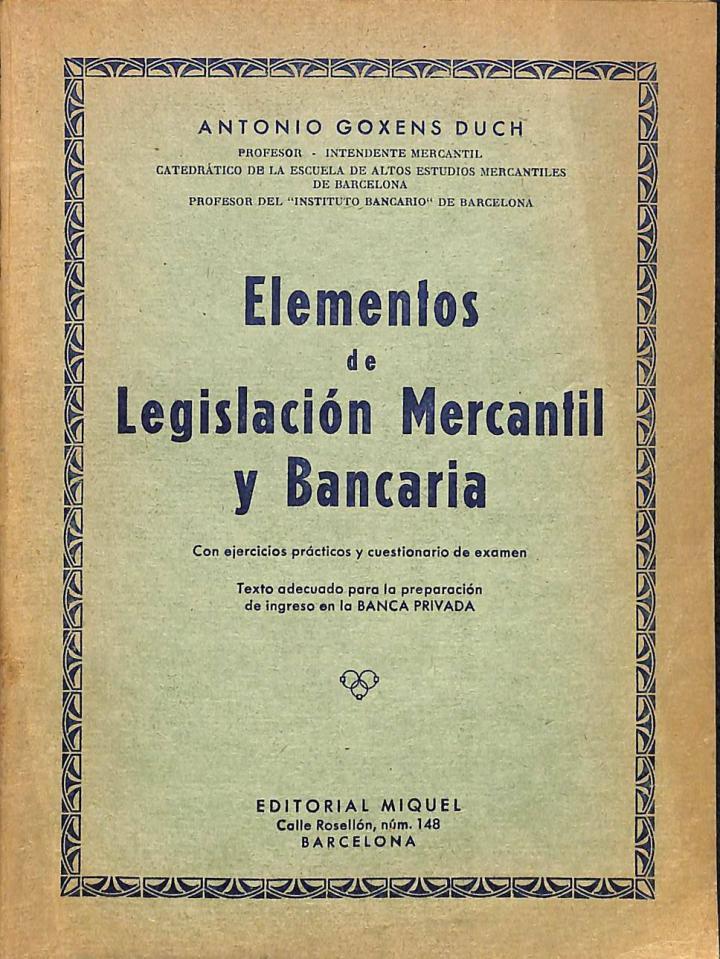 ANTONIO GOXENS DUCH
PROFESOR - INTENDENTE MERCANTIL
CATEDRÁTICO DE LA ESCUELA DE ALTOS ESTUDIOS MERCANTILES
DE BARCELONA
PROFESOR DEL "INSTITUTO BANCARIO" DE BARCELONA
Elementos
de
Legislación Mercantil
y Bancaria
Con ejercicios prácticos y cuestionario de examen
Texto adecuado para la preparación
de ingreso en la BANCA PRIVADA
EDITORIAL MIQUEL
Calle Rosellón, núm. 148
BARCELONA